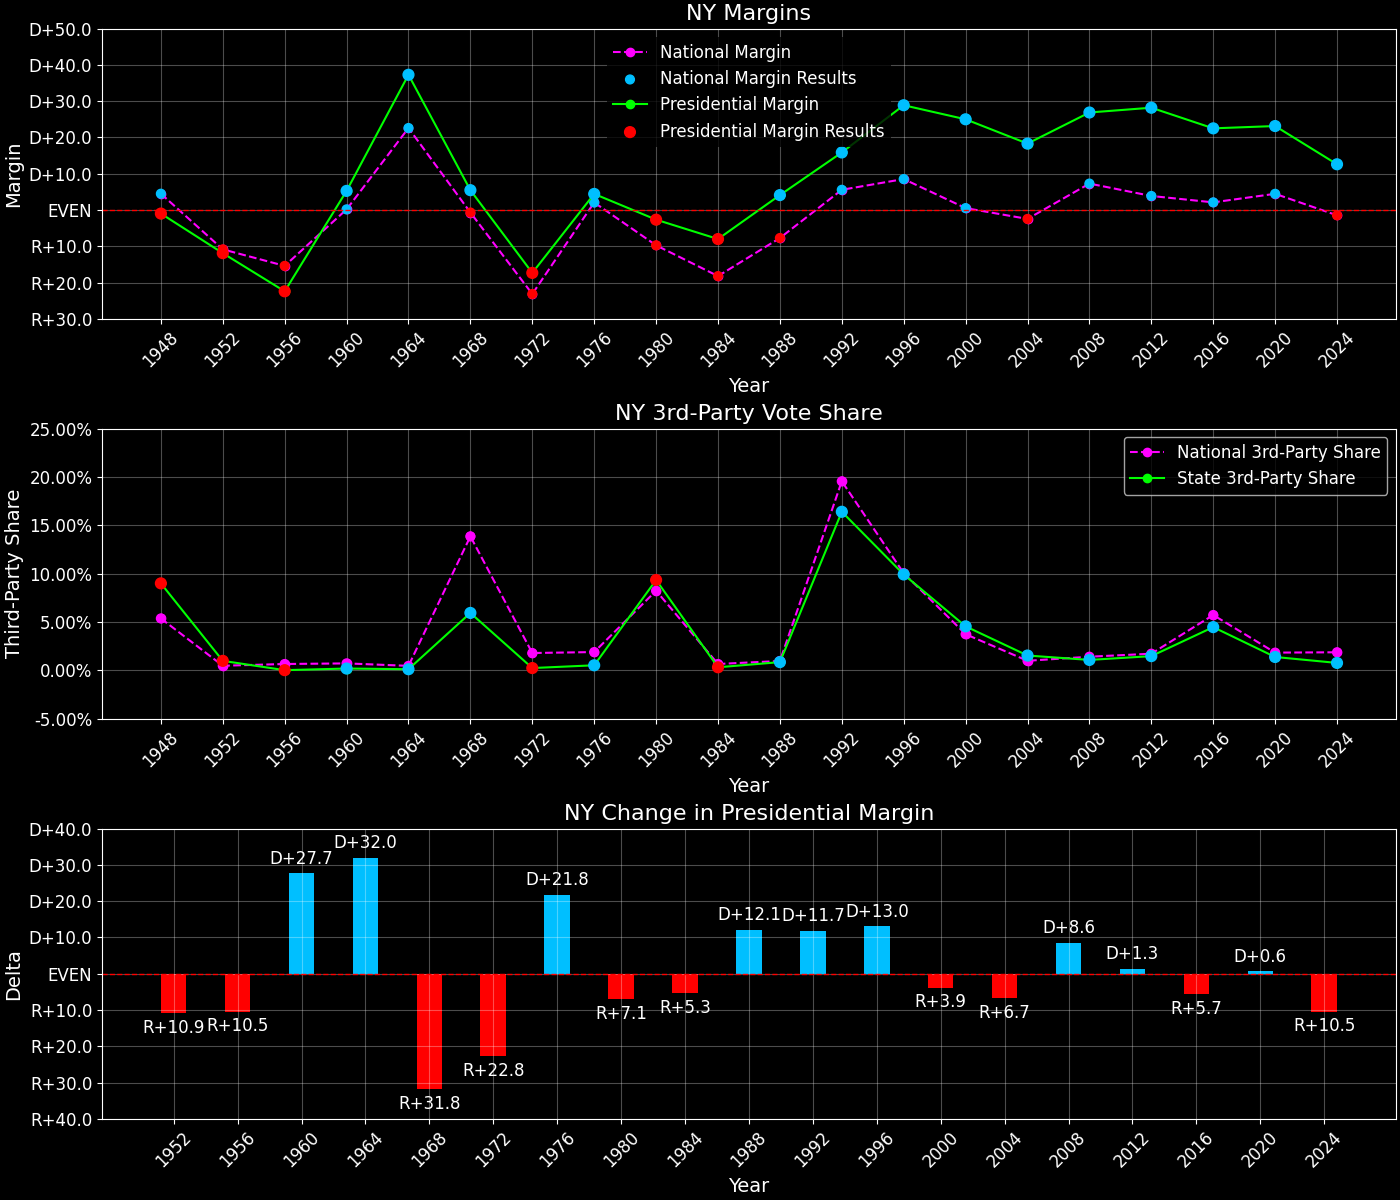 NY Margins
D+50.0
D+40.0
D+30.0
D+20.0
D+10.0
EVEN
R+10.0
R+20.0
R+30.0
Margin
National Margin
National Margin Results
Presidential Margin
Presidential Margin Results
1948 1952 1956 1960 1964 1968 1972 1976 1980 1984 1988 1992 1996 2000 2004 2008 2012 2016 2020 2024
Year
NY 3rd-Party Vote Share
25.00%
20.00%
15.00%
10.00%
5.00%
0.00%
-5.00%
Third-Party Share
National 3rd-Party Share
State 3rd-Party Share
1948 1952 1956 1960 1964 1968 1972 1976 1980 1984 1988 1992 1996 2000 2004 2008 2012 2016 2020 2024
Year
NY Change in Presidential Margin
D+40.0
D+30.0
D+20.0
D+10.0
EVEN
R+10.0
R+20.0
R+30.0
R+40.0
Delta
R+10.9
R+10.5
D+27.7
D+32.0
R+31.8
R+22.8
D+21.8
R+7.1
R+5.3
D+12.1
D+11.7
D+13.0
R+3.9
R+6.7
D+8.6
D+1.3
R+5.7
D+0.6
R+10.5
1952 1956 1960 1964 1968 1972 1976 1980 1984 1988 1992 1996 2000 2004 2008 2012 2016 2020 2024
Year